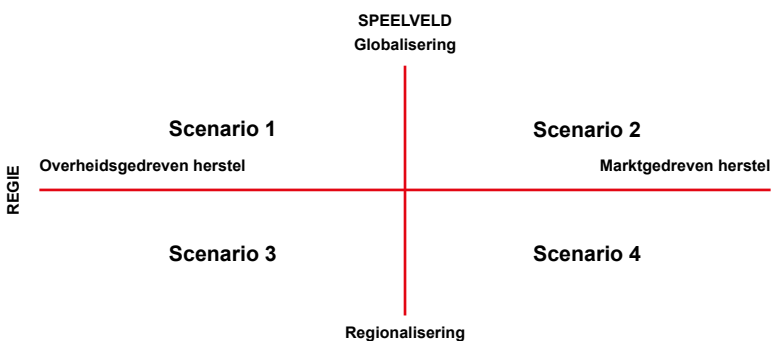 SPEELVELD
Globalisering
Scenario 1
Scenario 2
Overheidsgedreven herstel
Marktgedreven herstel
REGIE
Scenario 3
Scenario 4
Regionalisering